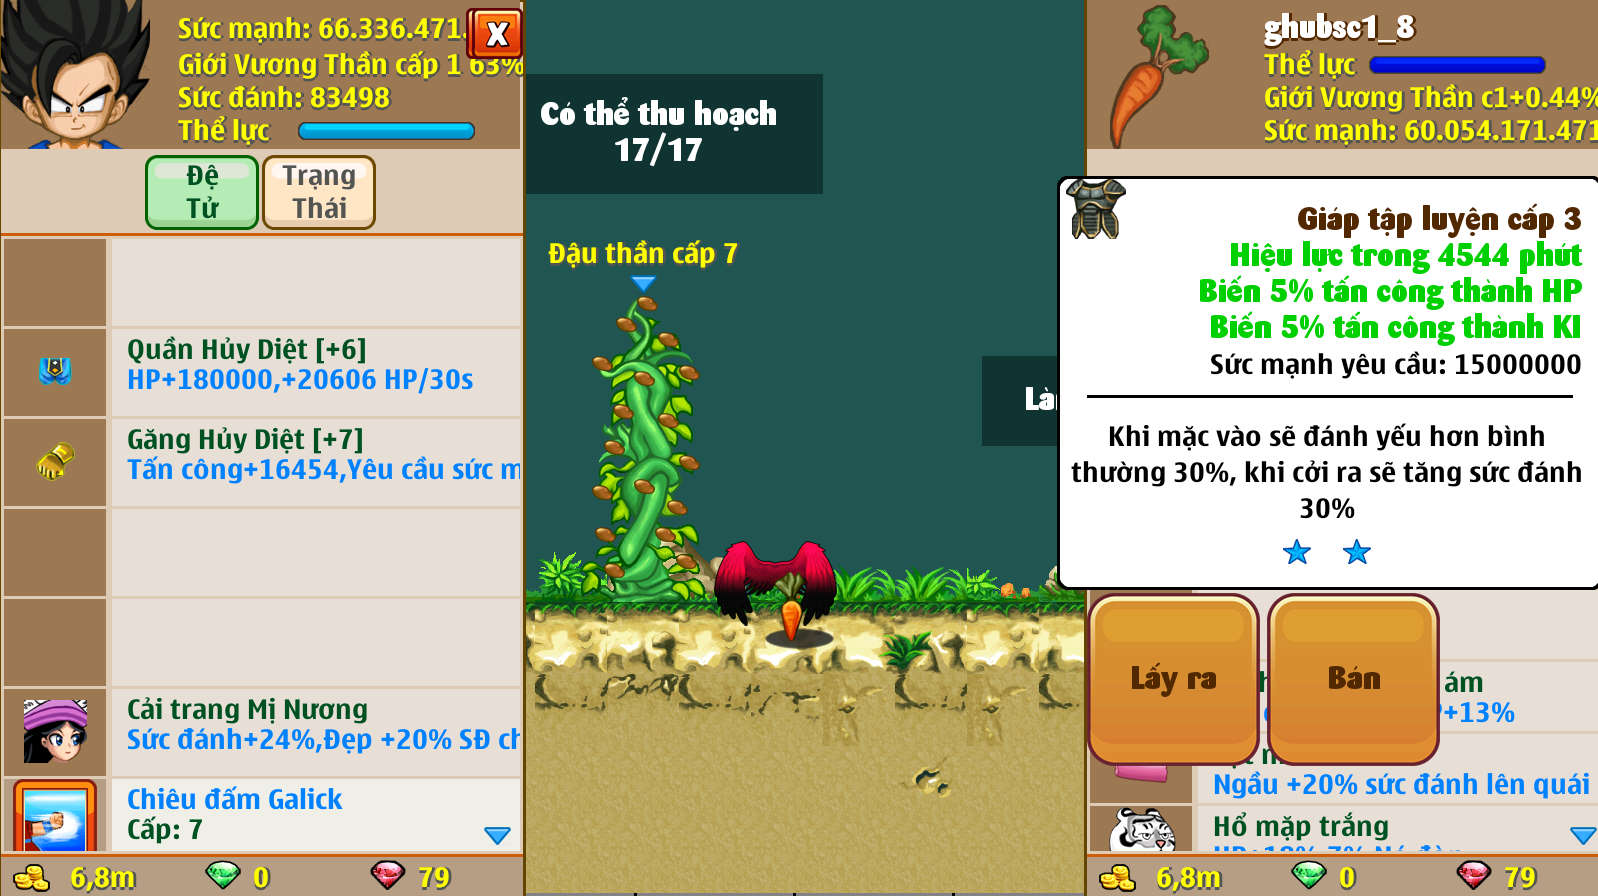 Sức mạnh: 66.336.471.
X
Giới Vương Thần cấp 1 63%
Sức đánh: 83498
Thể lực
Đệ
Tử
Trạng
Thái
Quần Hủy Diệt [+6]
HP+180000,+20606 HP/30s
Găng Hủy Diệt [+7]
Tấn công+16454,Yêu cầu sức m
Cải trang Mị Nương
Sức đánh+24%,Đẹp +20% SĐ ch
Chiêu đấm Galick
Cấp: 7
6,8m
0
79
Có thể thu hoạch
17/17
Đậu thần cấp 7
ghubsc1_8
Thể lực
Giới Vương Thần c1+0.44%
Sức mạnh: 60.054.171.471
Giáp tập luyện cấp 3
Hiệu lực trong 4544 phút
Biến 5% tấn công thành HP
Biến 5% tấn công thành KI
Sức mạnh yêu cầu: 15000000
Khi mặc vào sẽ đánh yếu hơn bình
thường 30%, khi cởi ra sẽ tăng sức đánh
30%
Lấy ra
Bán
ám
+13%
Ngầu +20% sức đánh lên quái
Hổ mập trắng
6,8m
0
79